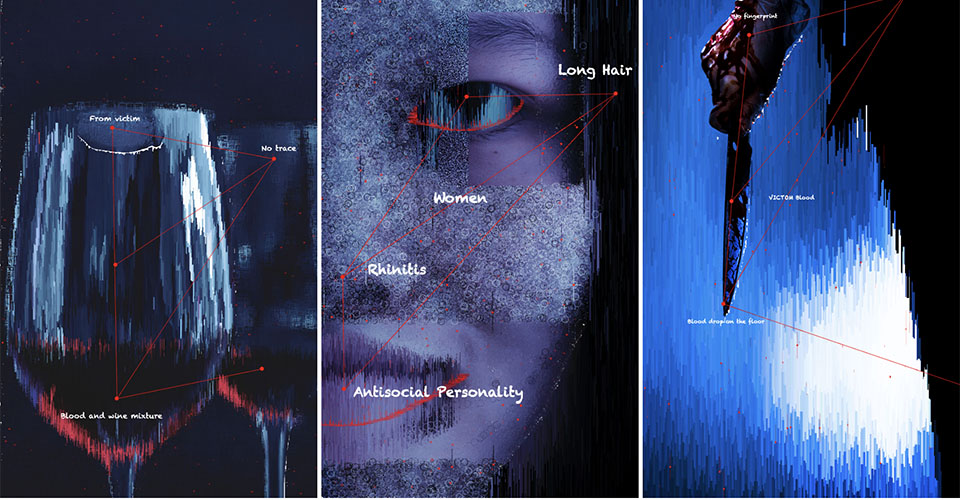 From victim
No trace
Blood and wine mixture
Long Hair
Women
Rhinitis
Antisocial Personality
fingerprint
VICTOM Blood
Blood drop on the floor